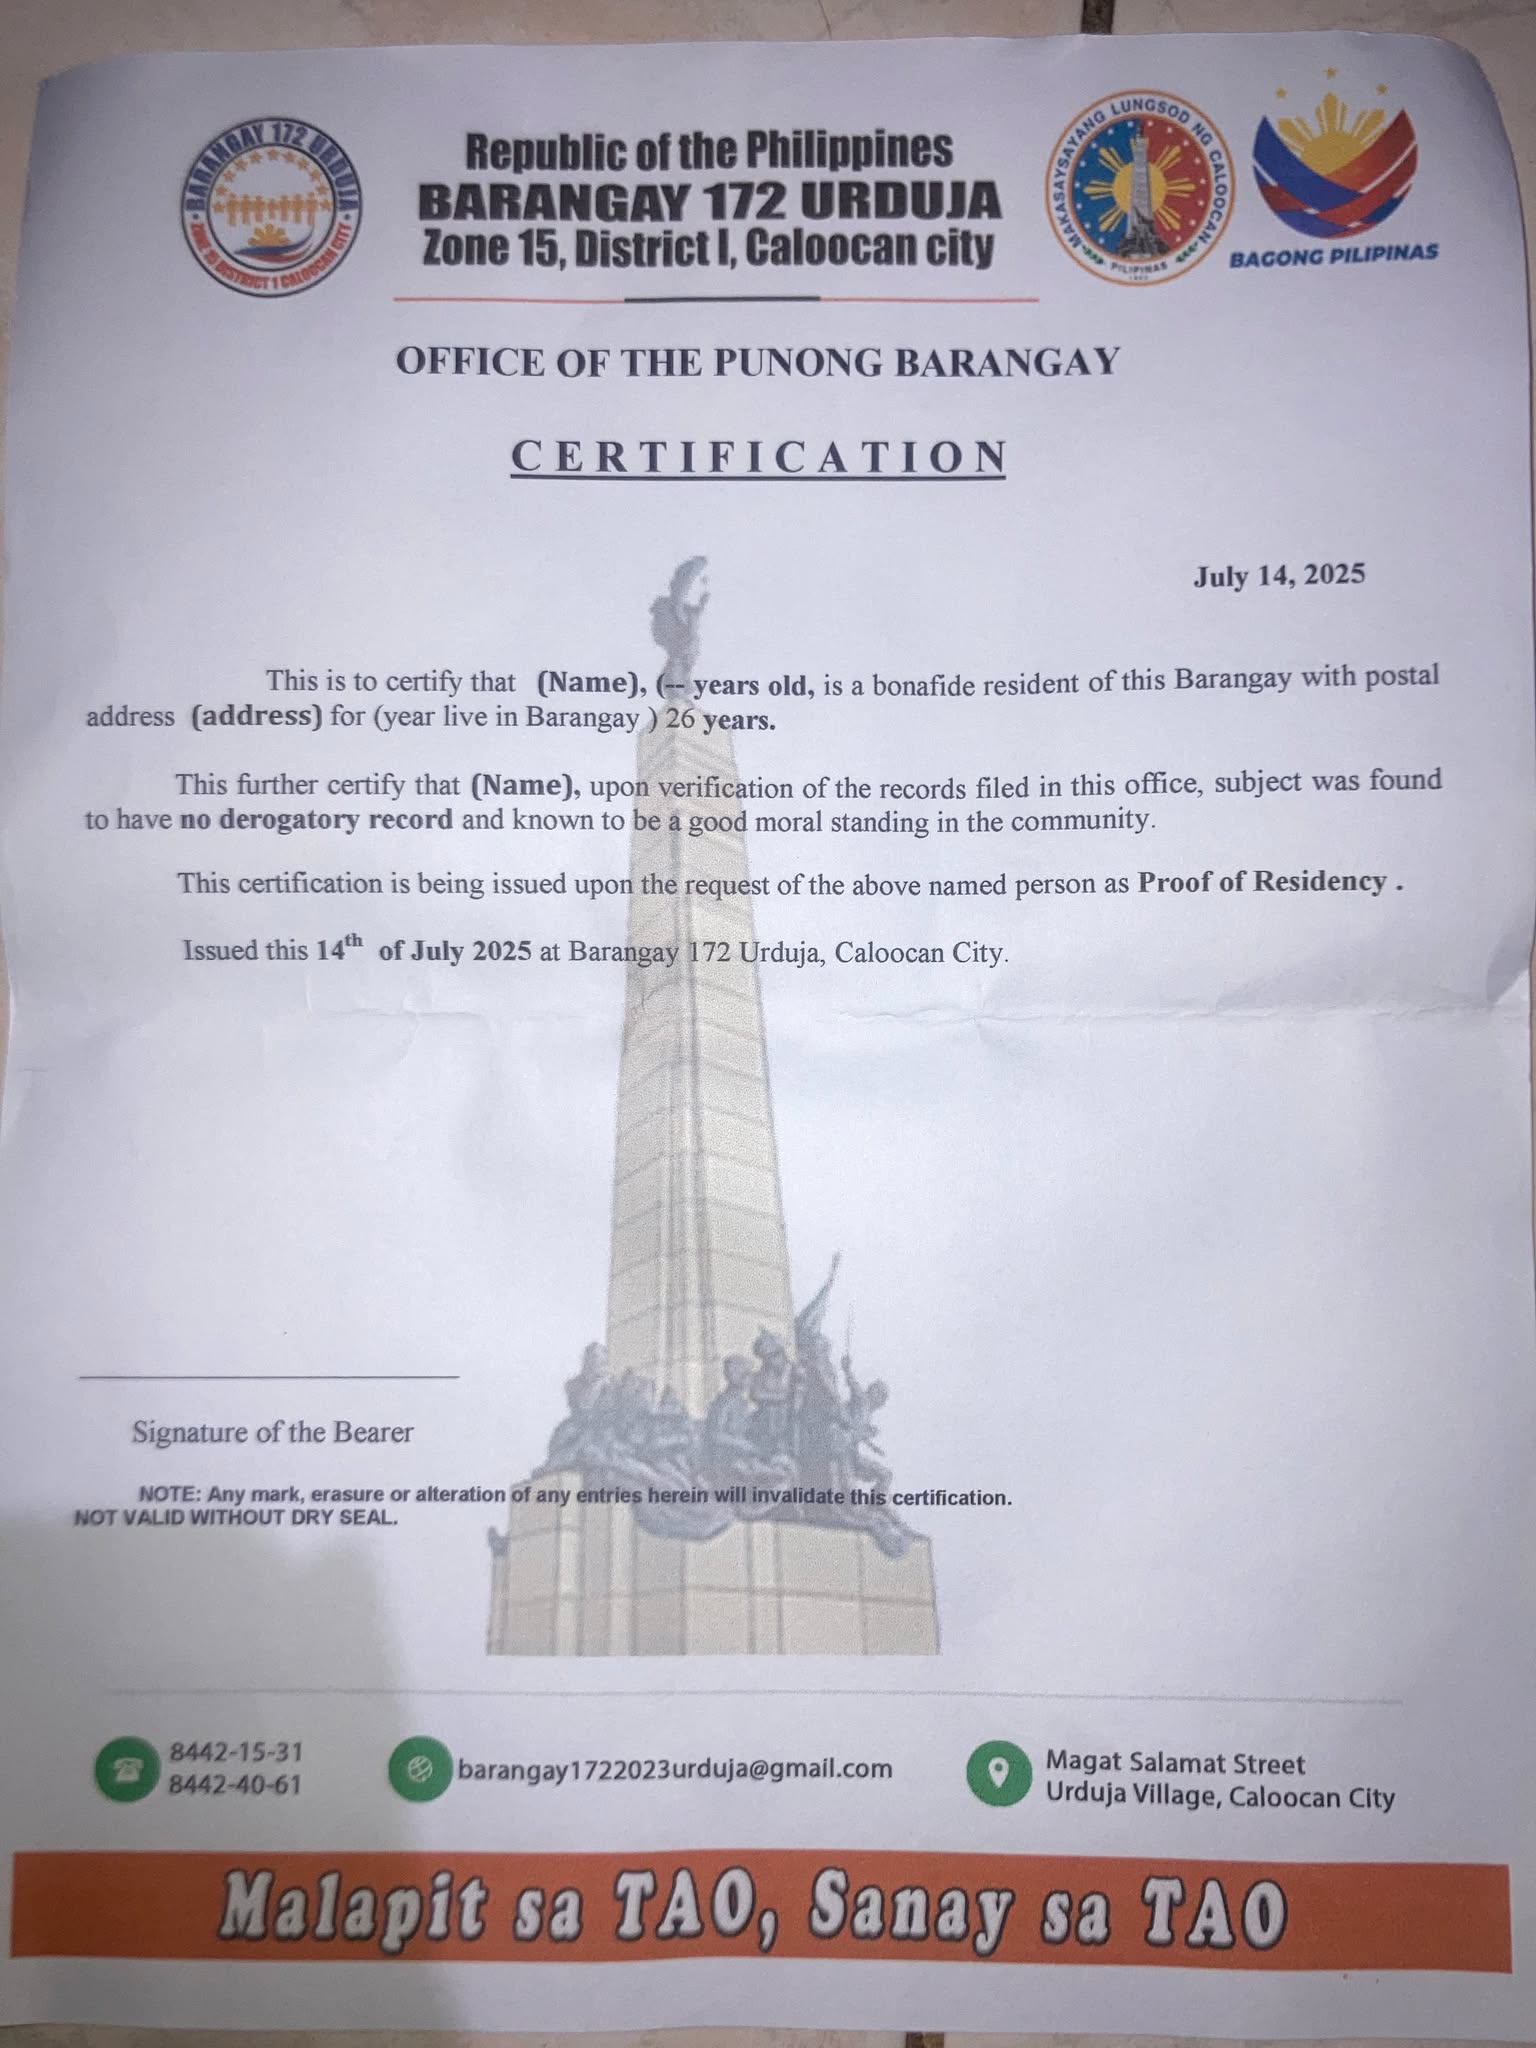 BARANGAY 172 URDUJA
ZONE 15 DISTRICT 1 CALOOCAN CITY
Republic of the Philippines
BARANGAY 172 URDUJA
Zone 15, District I, Caloocan city
MAKASAYSAYANG LUNGSOD NG CALOOCAN
PILIPINAS
BAGONG PILIPINAS
OFFICE OF THE PUNONG BARANGAY
CERTIFICATION
July 14, 2025
This is to certify that (Name), (-- years old, is a bonafide resident of this Barangay with postal
address (address) for (year live in Barangay ) 26 years.
This further certify that (Name), upon verification of the records filed in this office, subject was found
to have no derogatory record and known to be a good moral standing in the community.
This certification is being issued upon the request of the above named person as Proof of Residency .
Issued this 14th of July 2025 at Barangay 172 Urduja, Caloocan City.
Signature of the Bearer
NOTE: Any mark, erasure or alteration of any entries herein will invalidate this certification.
NOT VALID WITHOUT DRY SEAL.
8442-15-31
8442-40-61
barangay1722023urduja@gmail.com
Magat Salamat Street
Urduja Village, Caloocan City
Malapit sa TAO, Sanay sa TAO